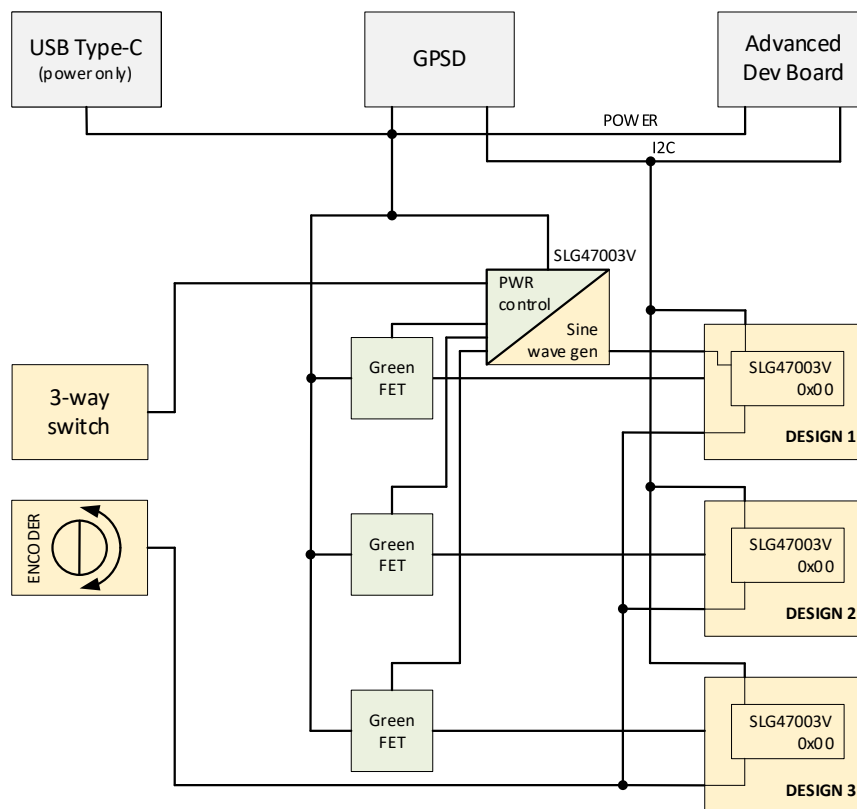 USB Type-C
(power only)
GPSD
Advanced
Dev Board
POWER
I2C
SLG47003V
PWR
control
Sine
wave gen
Green
FET
SLG47003V
0x00
DESIGN 1
3-way
switch
ENCODER
Green
FET
SLG47003V
0x00
DESIGN 2
Green
FET
SLG47003V
0x00
DESIGN 3